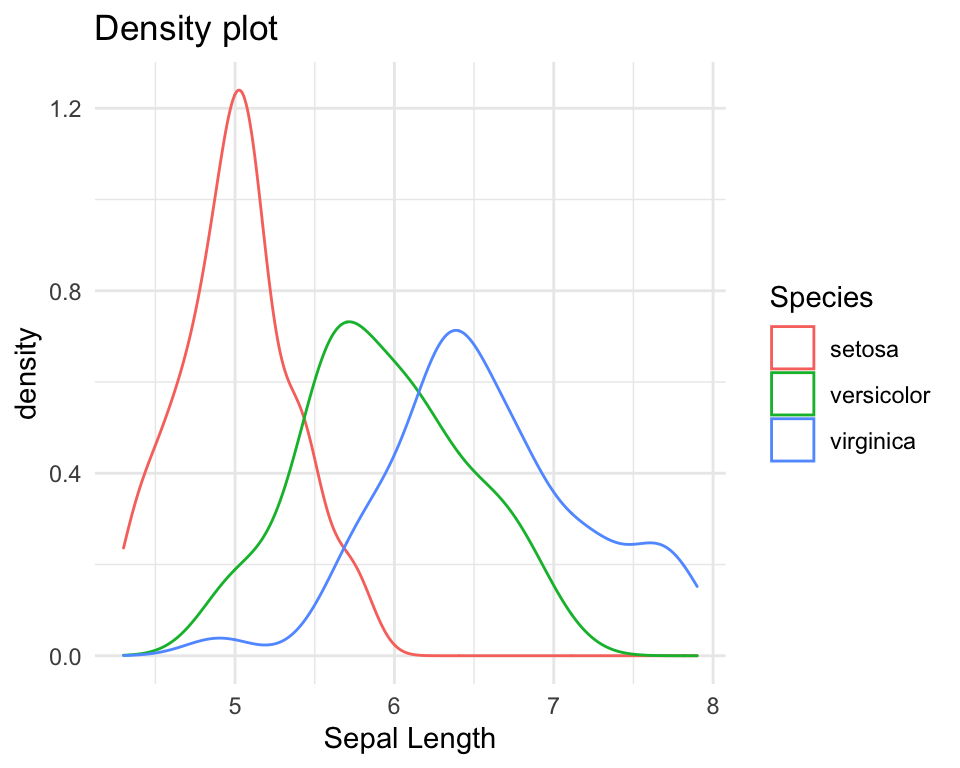 Density plot
1.2
0.8
0.4
0.0
density
5 6 7 8
Sepal Length
Species
setosa
versicolor
virginica